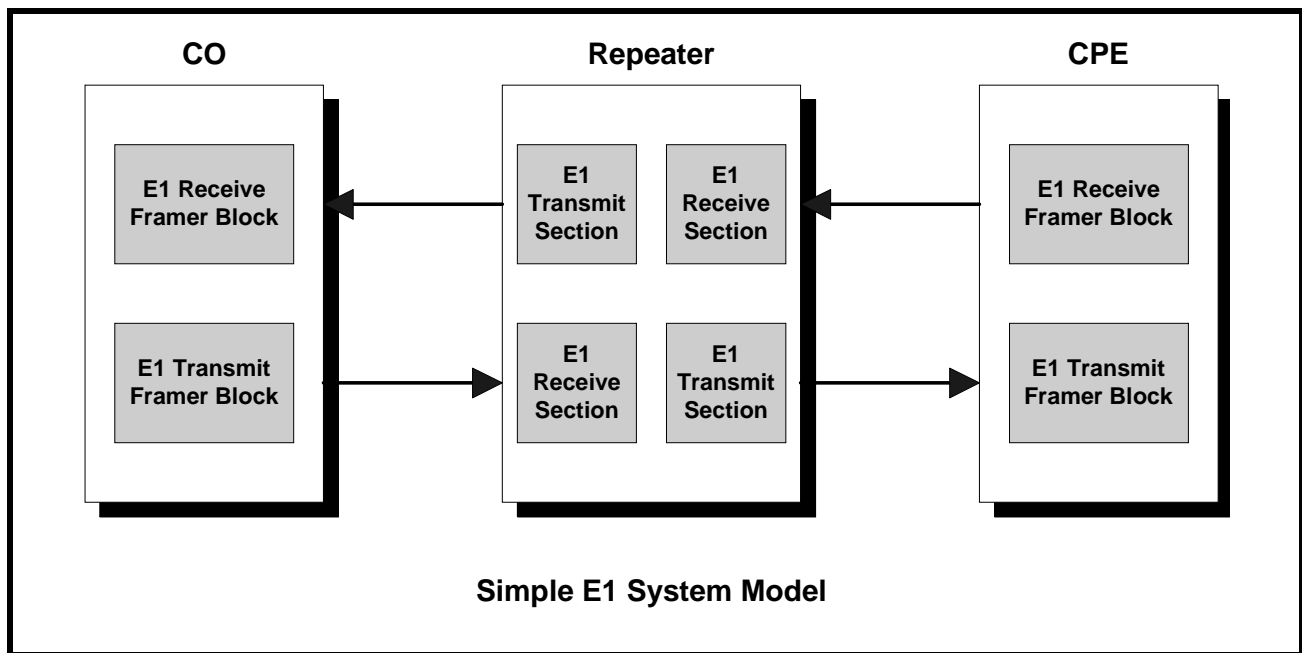 CO
Repeater
CPE
E1 Receive
Framer Block
E1
Transmit
Section
E1
Receive
Section
E1 Receive
Framer Block
E1 Transmit
Framer Block
E1
Receive
Section
E1
Transmit
Section
E1 Transmit
Framer Block
Simple E1 System Model